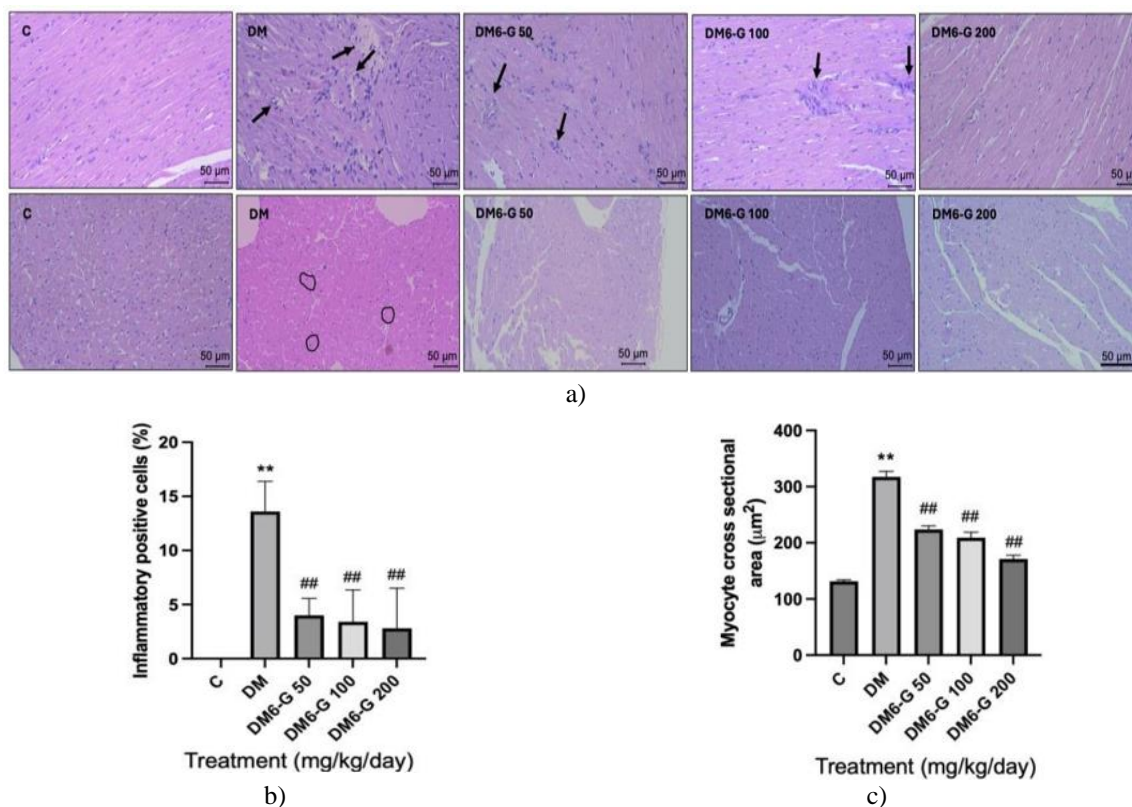 C
DM
DM6-G 50
DM6-G 100
DM6-G 200
50 µm
50 µm
50 µm
50 µm
50 µm
C
DM
DM6-G 50
DM6-G 100
DM6-G 200
50 µm
50 µm
50 µm
50 µm
50 µm
a)
Inflammatory positive cells (%)
20
15
10
5
0
**
##
##
##
C
DM
DM6-G 50
DM6-G 100
DM6-G 200
Treatment (mg/kg/day)
b)
Myocyte cross sectional
area (µm²)
400
300
200
100
0
**
##
##
##
C
DM
DM6-G 50
DM6-G 100
DM6-G 200
Treatment (mg/kg/day)
c)